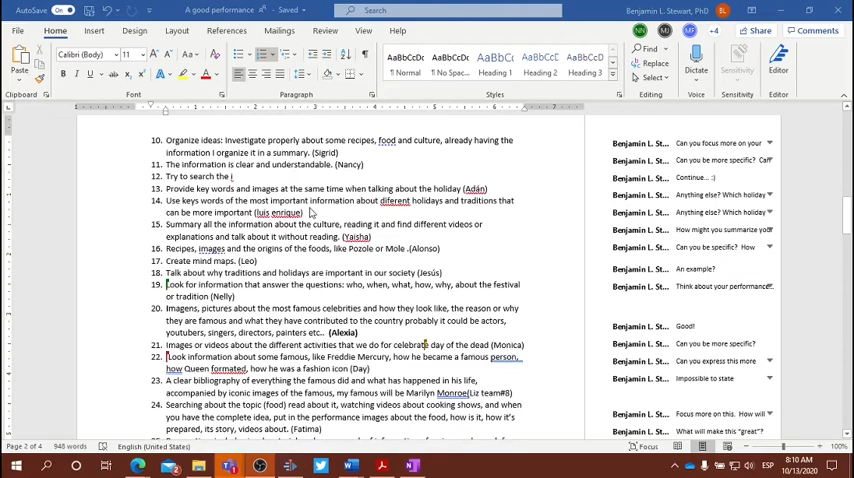 AutoSave On A good performance Saved Search Benjamin L. Stewart, PhD BL
File Home Insert Draw Design Layout References Mailings Review View Help NN MJ MF +4 Share Comments
Calibri (Body) 11 AaBbCcDc AaBbCcDc AaBbCc AaBbCcD Find Replace Select
Paste Normal No Spac... Heading 1 Heading 2 Dictate Sensitivity Editor
Clipboard Font Paragraph Styles Editing Voice Sensitivity Editor
10. Organize ideas: Investigate properly about some recipes, food and culture, already having the
information I organize it in a summary. (Sigrid)
11. The information is clear and understandable. (Nancy)
12. Try to search the i
13. Provide key words and images at the same time when talking about the holiday (Adán)
14. Use keys words of the most important information about diferent holidays and traditions that
can be more important (luis enrique)
15. Summary all the information about the culture, reading it and find different videos or
explanations and talk about it without reading. (Yaisha)
16. Recipes, images and the origins of the foods, like Pozole or Mole .(Alonso)
17. Create mind maps. (Leo)
18. Talk about why traditions and holidays are important in our society (Jesús)
19. Look for information that answer the questions: who, when, what, how, why, about the festival
or tradition (Nelly)
20. Imagens, pictures about the most famous celebrities and how they look like, the reason or why
they are famous and what they have contributed to the country probably it could be actors,
youtubers, singers, directors, painters etc.. (Alexia)
21. Images or videos about the different activities that we do for celebrate day of the dead (Monica)
22. Look information about some famous, like Freddie Mercury, how he became a famous person,
how Queen formated, how he was a fashion icon (Day)
23. A clear bibliography of everything the famous did and what has happened in his life,
accompanied by iconic images of the famous, my famous will be Marilyn Monroe(Liz team#8)
24. Searching about the topic (food) read about it, watching videos about cooking shows, and when
you have the complete idea, put in the performance images about the food, how is it, how it's
prepared, its story, videos about. (Fatima)
Benjamin L. St... Can you focus more on your
Benjamin L. St... Can you be more specific?
Benjamin L. St... Continue... :)
Benjamin L. St... Anything else? Which holiday
Benjamin L. St... Anything else? Which holiday
Benjamin L. St... How might you summarize you
Benjamin L. St... Can you be specific? How
Benjamin L. St... An example?
Benjamin L. St... Think about your performance.
Benjamin L. St... Good!
Benjamin L. St... Can you be more specific?
Benjamin L. St... Can you express this more
Benjamin L. St... Impossible to state
Benjamin L. St... Focus more on this. How will
Benjamin L. St... What will make this "great"?
Page 2 of 4 948 words English (United States) Focus 100%
ESP 8:10 AM
10/13/2020